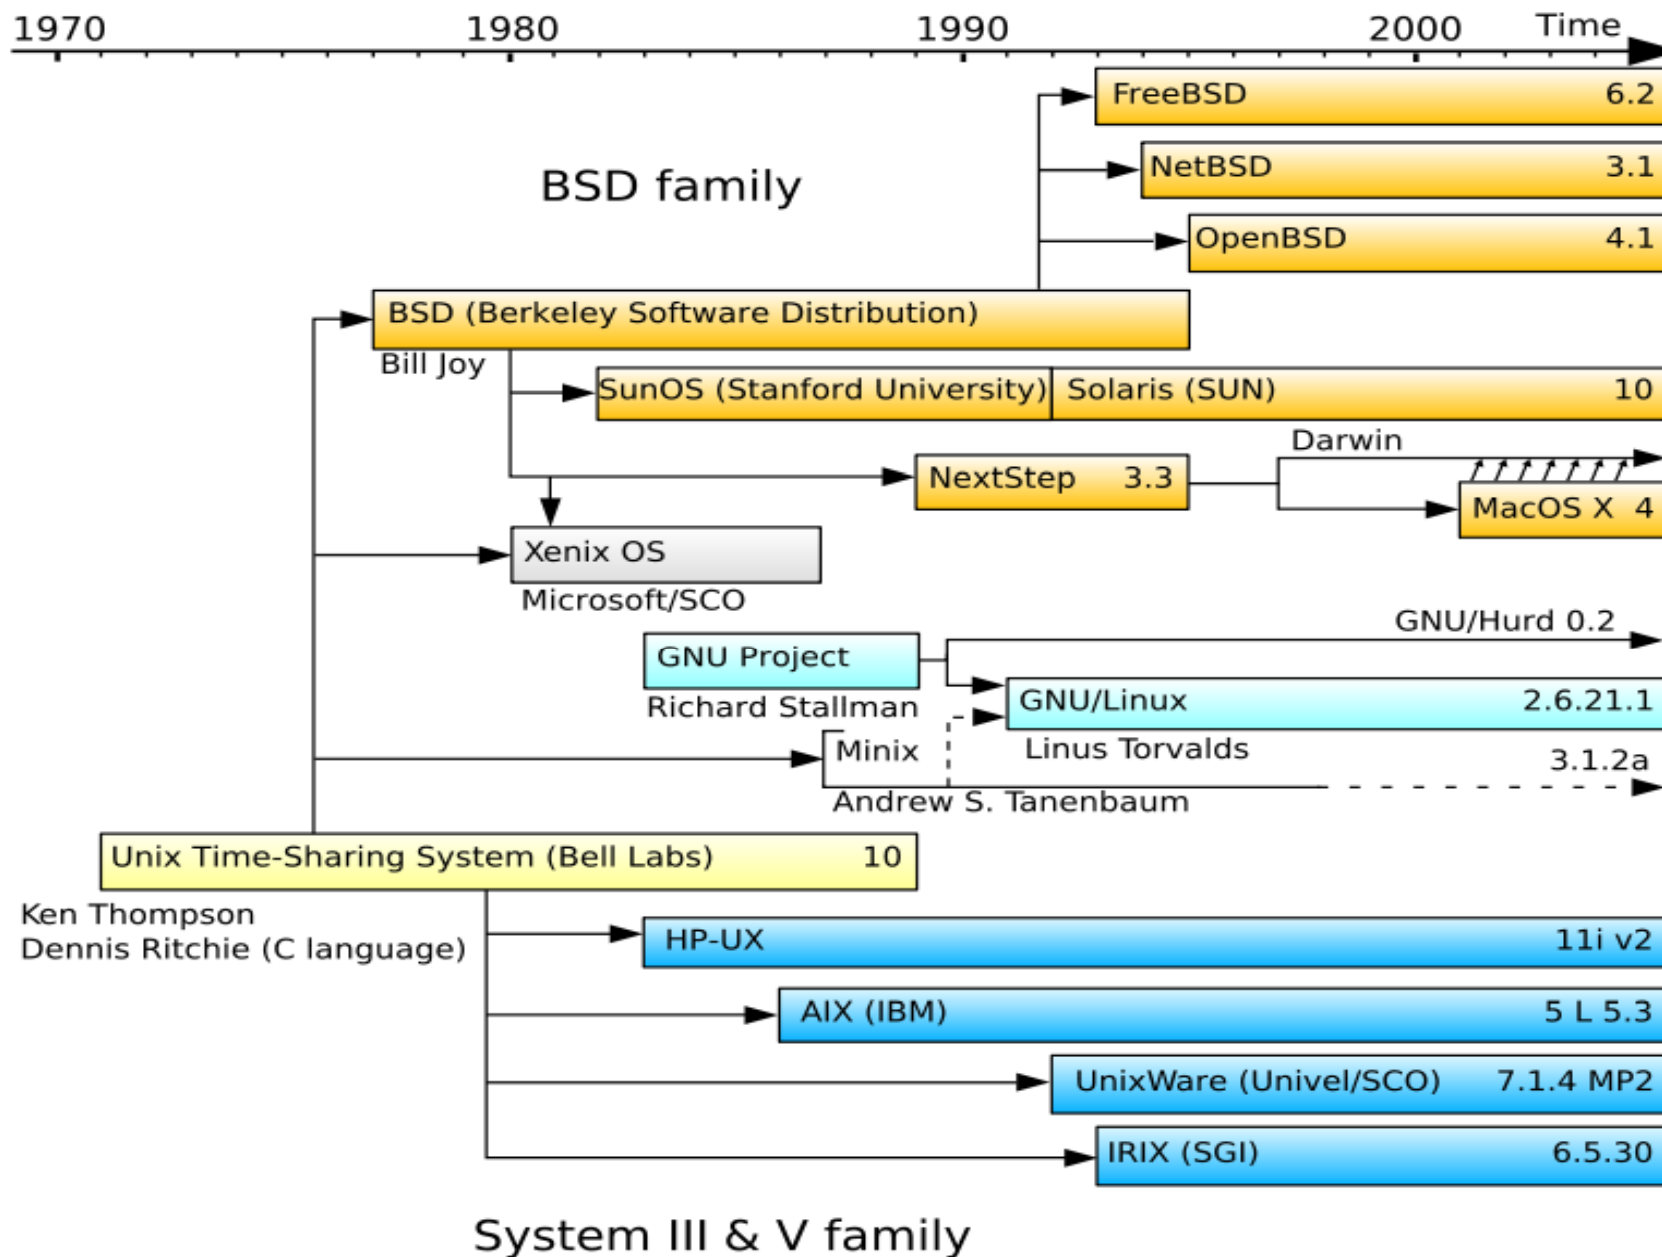 1970 1980 1990 2000 Time
FreeBSD 6.2
BSD family
NetBSD 3.1
OpenBSD 4.1
BSD (Berkeley Software Distribution)
Bill Joy
SunOS (Stanford University) Solaris (SUN) 10
Darwin
NextStep 3.3
MacOS X 4
Xenix OS
Microsoft/SCO
GNU/Hurd 0.2
GNU Project
GNU/Linux 2.6.21.1
Richard Stallman
Linus Torvalds
Minix
3.1.2a
Andrew S. Tanenbaum
Unix Time-Sharing System (Bell Labs) 10
Ken Thompson
Dennis Ritchie (C language)
HP-UX 11i v2
AIX (IBM) 5 L 5.3
UnixWare (Univel/SCO) 7.1.4 MP2
IRIX (SGI) 6.5.30
System III & V family